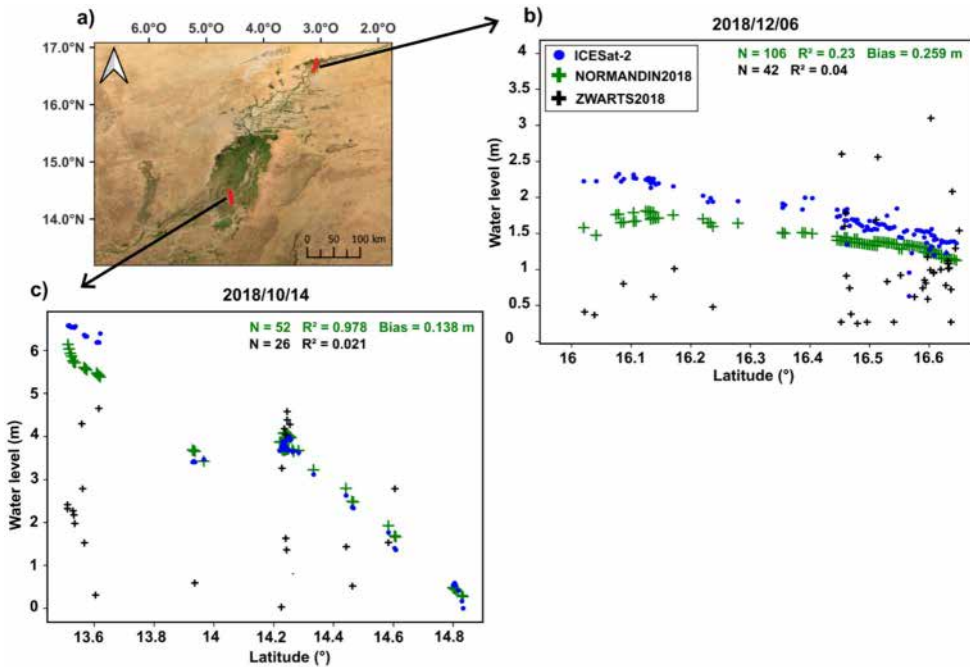 a)
6.0°O 5.0°O 4.0°O 3.0°O 2.0°O
17.0°N
16.0°N
15.0°N
14.0°N
0 50 100 km
b)
2018/12/06
ICESat-2
NORMANDIN2018
ZWARTS2018
N = 106 R² = 0.23 Bias = 0.259 m
N = 42 R² = 0.04
Water level (m)
4
3.5
3
2.5
2
1.5
1
0.5
0
16 16.1 16.2 16.3 16.4 16.5 16.6
Latitude (°)
c)
2018/10/14
N = 52 R² = 0.978 Bias = 0.138 m
N = 26 R² = 0.021
Water level (m)
6
5
4
3
2
1
0
13.6 13.8 14 14.2 14.4 14.6 14.8
Latitude (°)